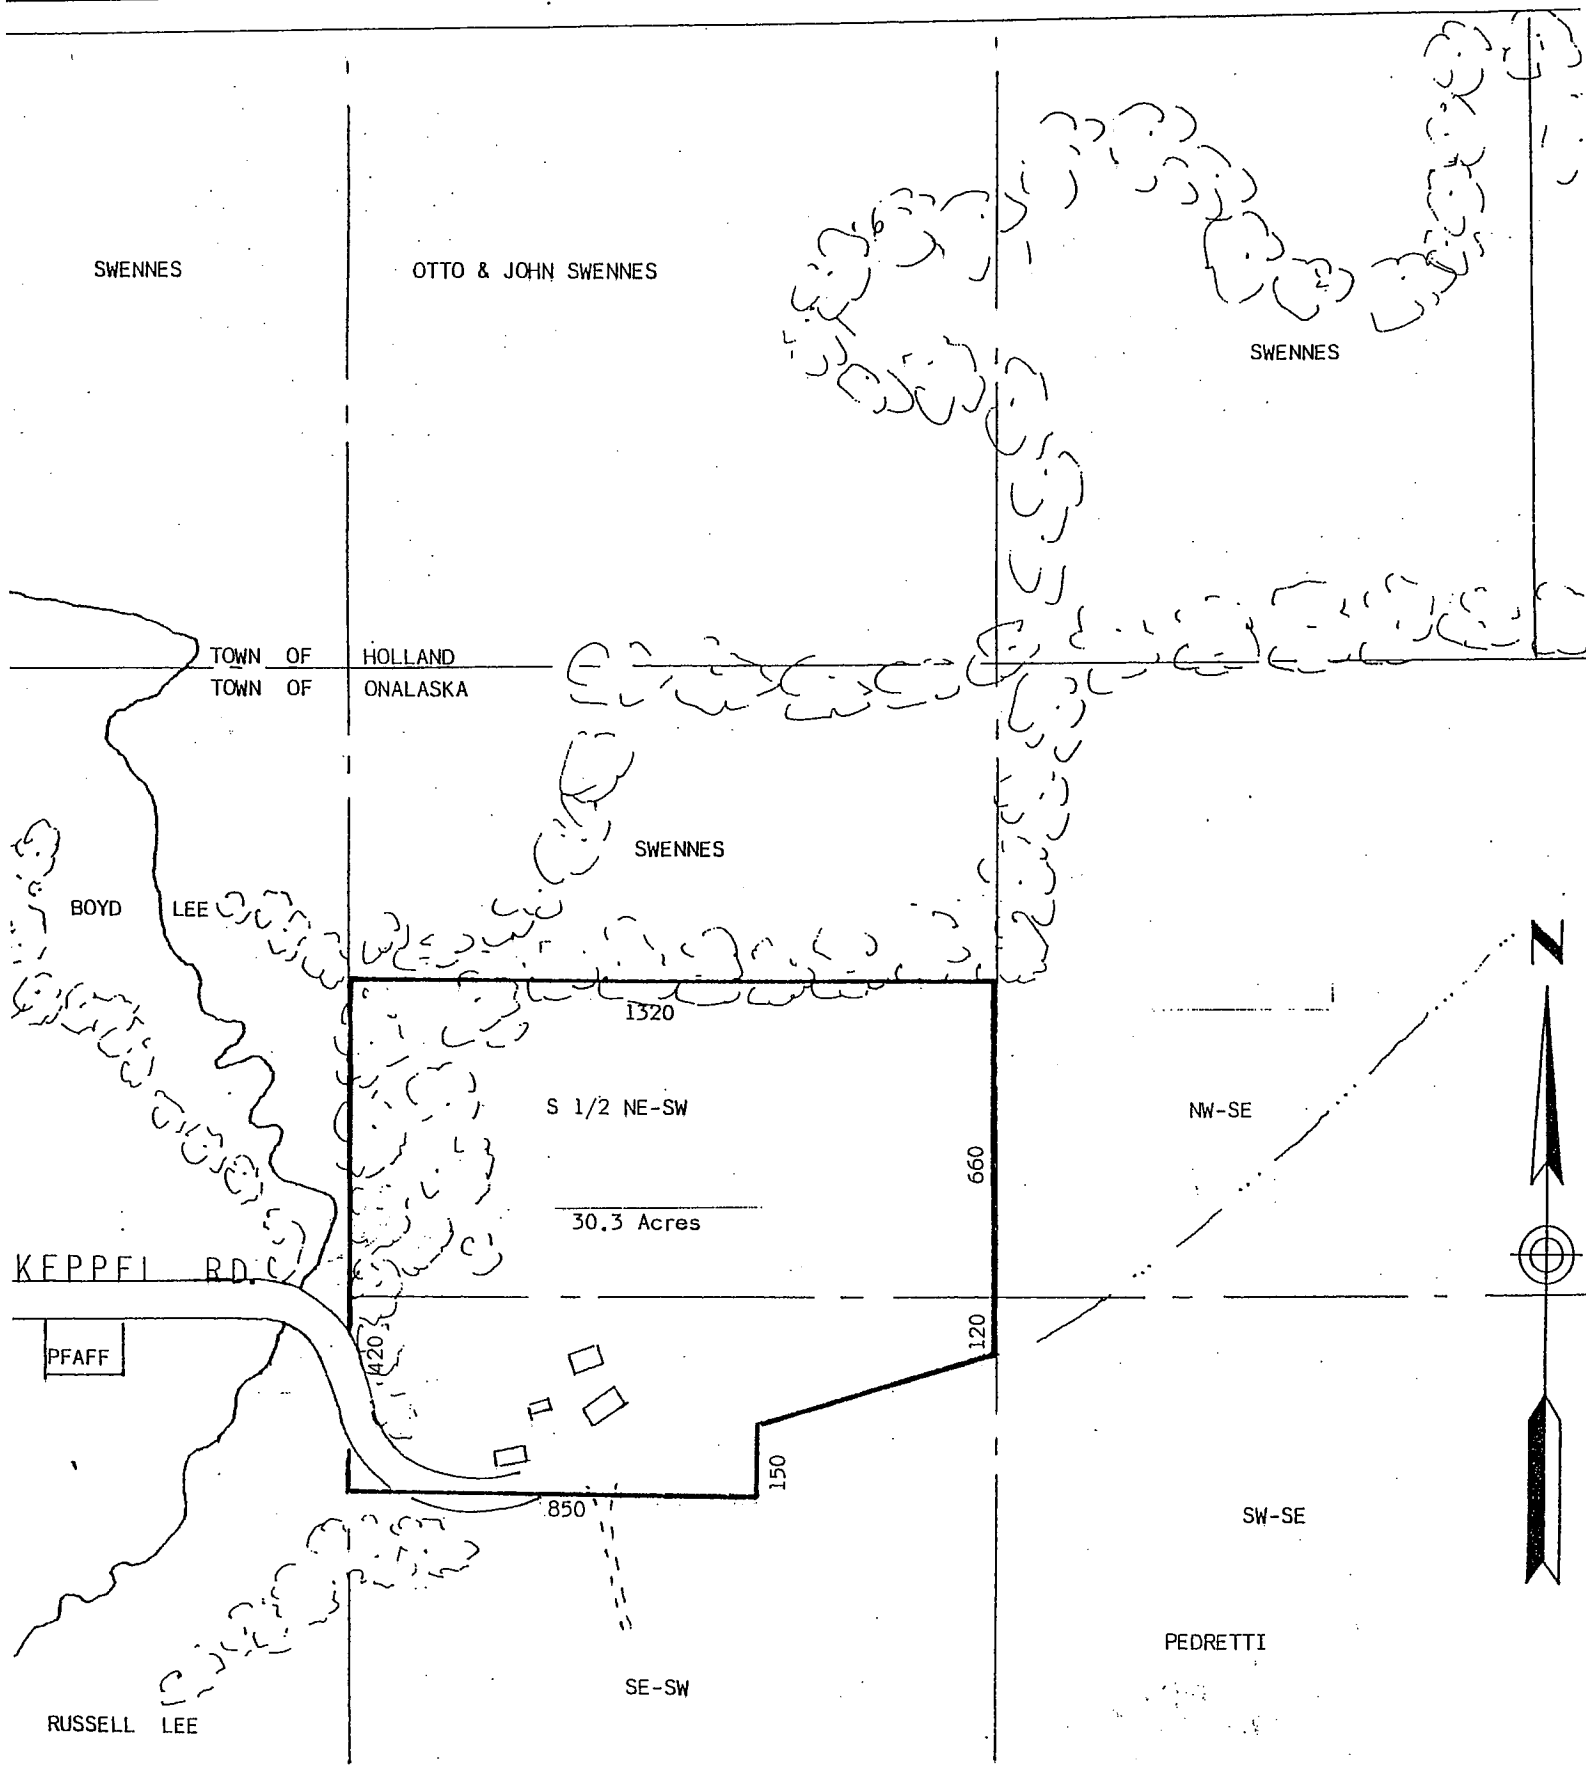 SWENNES
OTTO & JOHN SWENNES
SWENNES
TOWN OF HOLLAND
TOWN OF ONALASKA
SWENNES
BOYD LEE
N
1320
S 1/2 NE-SW
NW-SE
660
30.3 Acres
KEPPEL RD.
120
420
PFAFF
150
850
SW-SE
PEDRETTI
SE-SW
RUSSELL LEE